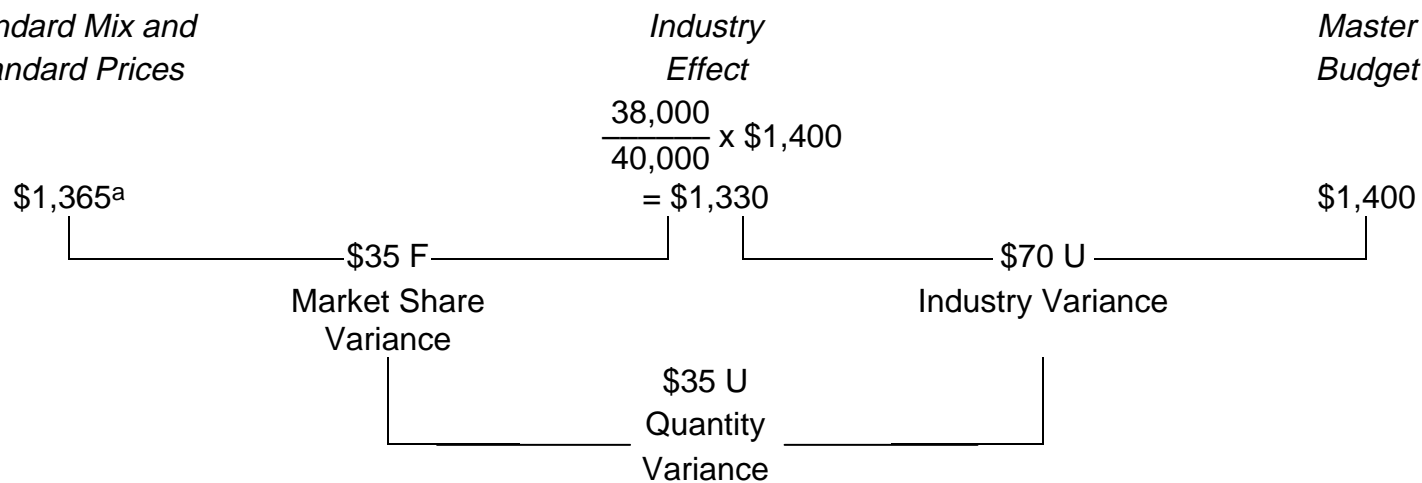 ndard Mix and Industry Master
andard Prices Effect Budget
38,000
40,000 x $1,400
$1,365ᵃ = $1,330 $1,400
$35 F $70 U
Market Share Industry Variance
Variance
$35 U
Quantity
Variance